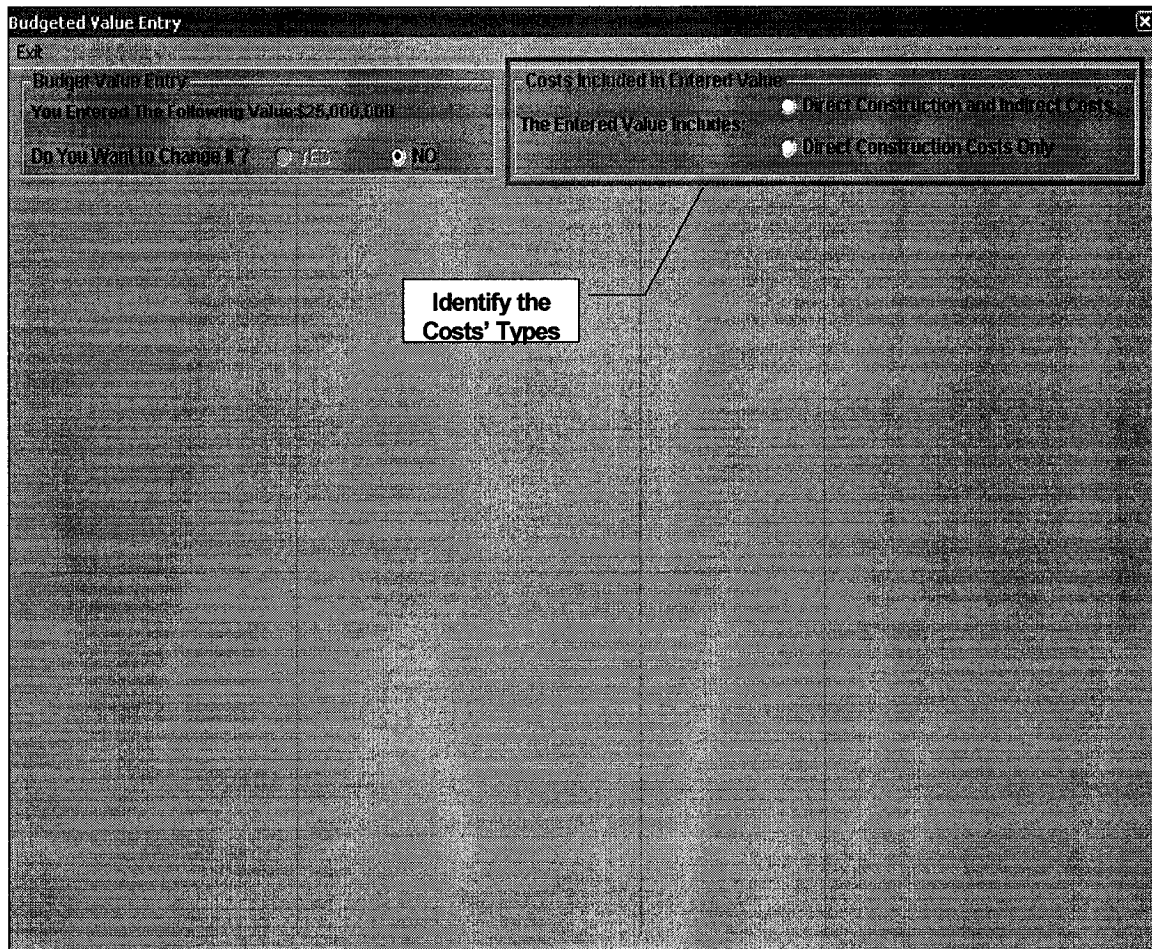 Budgeted Value Entry
Exit
Budget Value Entry
You Entered The Following Value:$25,000,000
Do You Want to Change It ? YES NO
Costs Included in Entered Value
The Entered Value Includes:
Direct Construction and Indirect Costs
Direct Construction Costs Only
Identify the
Costs' Types